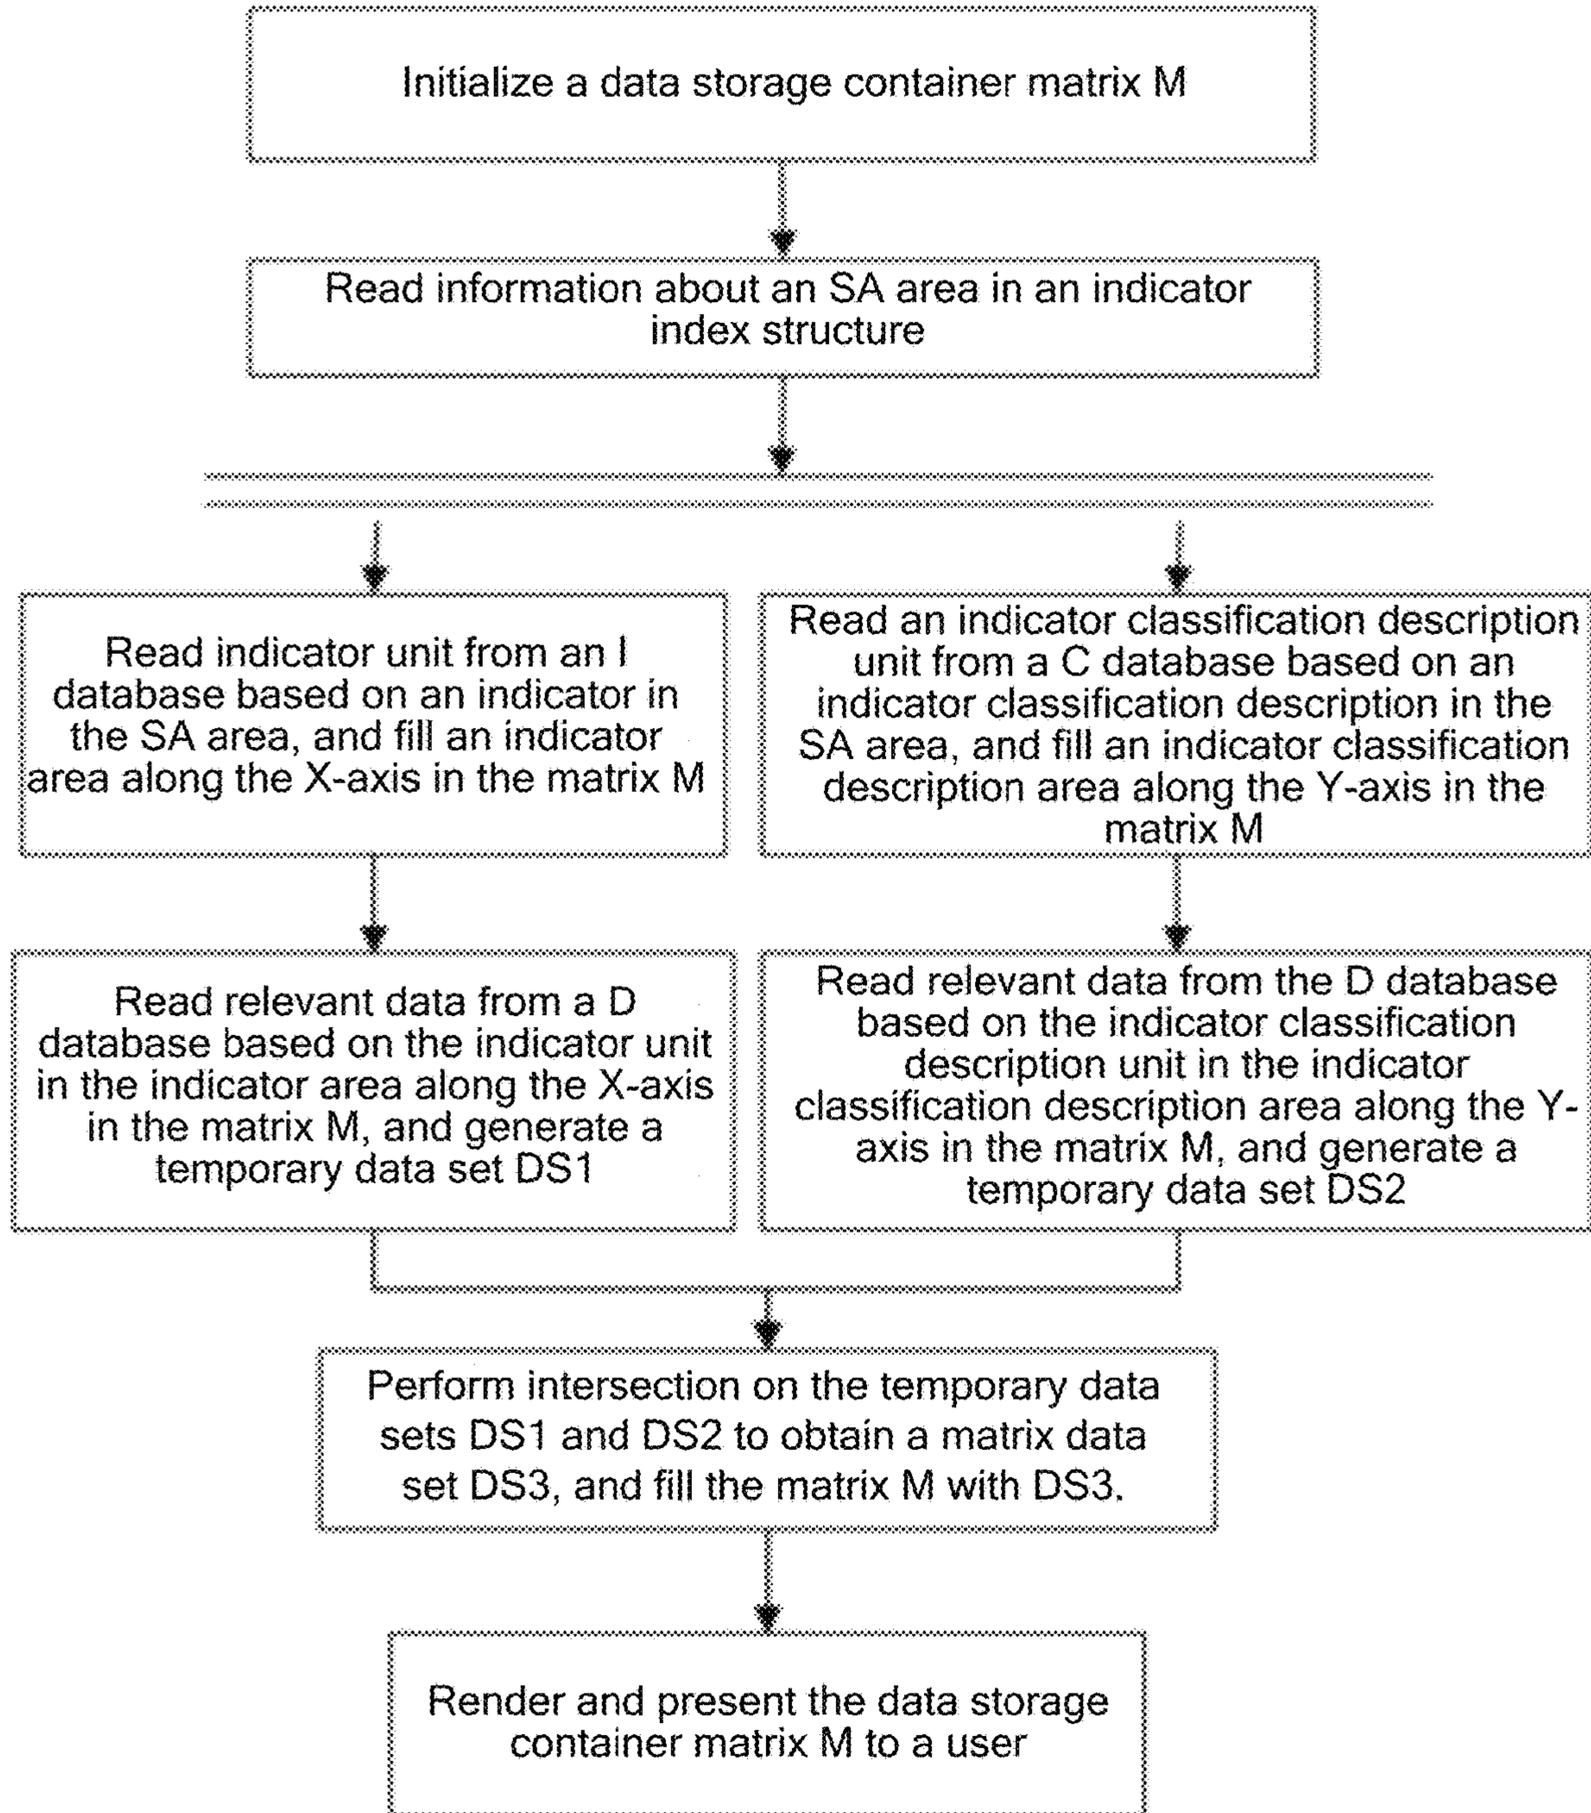 Initialize a data storage container matrix M
Read information about an SA area in an indicator
index structure
Read indicator unit from an I
database based on an indicator in
the SA area, and fill an indicator
area along the X-axis in the matrix M
Read an indicator classification description
unit from a C database based on an
indicator classification description in the
SA area, and fill an indicator classification
description area along the Y-axis in the
matrix M
Read relevant data from a D
database based on the indicator unit
in the indicator area along the X-axis
in the matrix M, and generate a
temporary data set DS1
Read relevant data from the D database
based on the indicator classification
description unit in the indicator
classification description area along the Y-
axis in the matrix M, and generate a
temporary data set DS2
Perform intersection on the temporary data
sets DS1 and DS2 to obtain a matrix data
set DS3, and fill the matrix M with DS3.
Render and present the data storage
container matrix M to a user